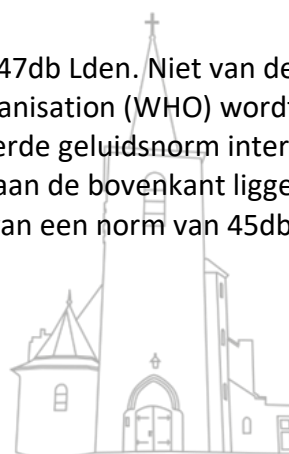 47db Lden. Niet van de
anisation (WHO) wordt
erde geluidsnorm inter
aan de bovenkant ligge
an een norm van 45db